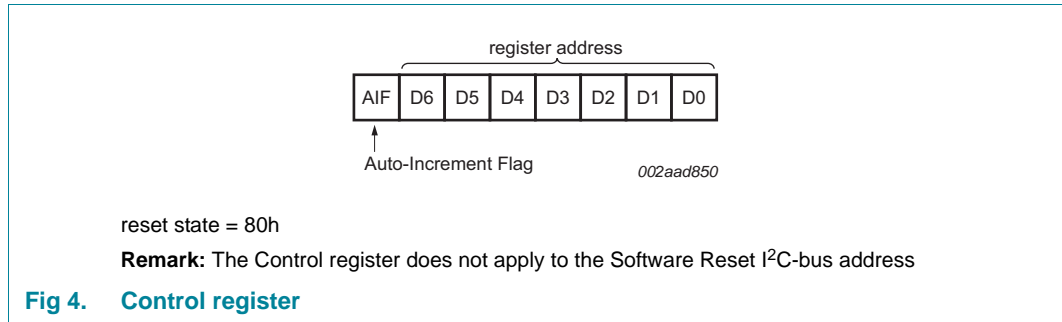 register address
AIF D6 D5 D4 D3 D2 D1 D0
Auto-Increment Flag
002aad850
reset state = 80h
Remark: The Control register does not apply to the Software Reset I²C-bus address
Fig 4. Control register